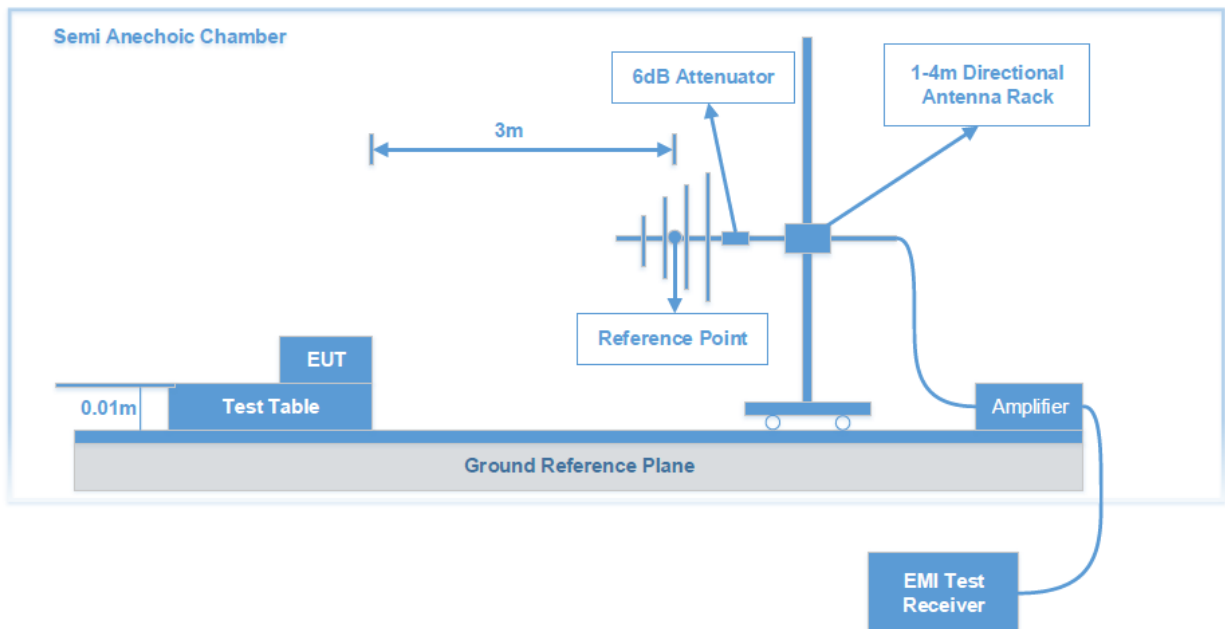 Semi Anechoic Chamber
6dB Attenuator
1-4m Directional
Antenna Rack
3m
Reference Point
EUT
0.01m
Test Table
Amplifier
Ground Reference Plane
EMI Test
Receiver